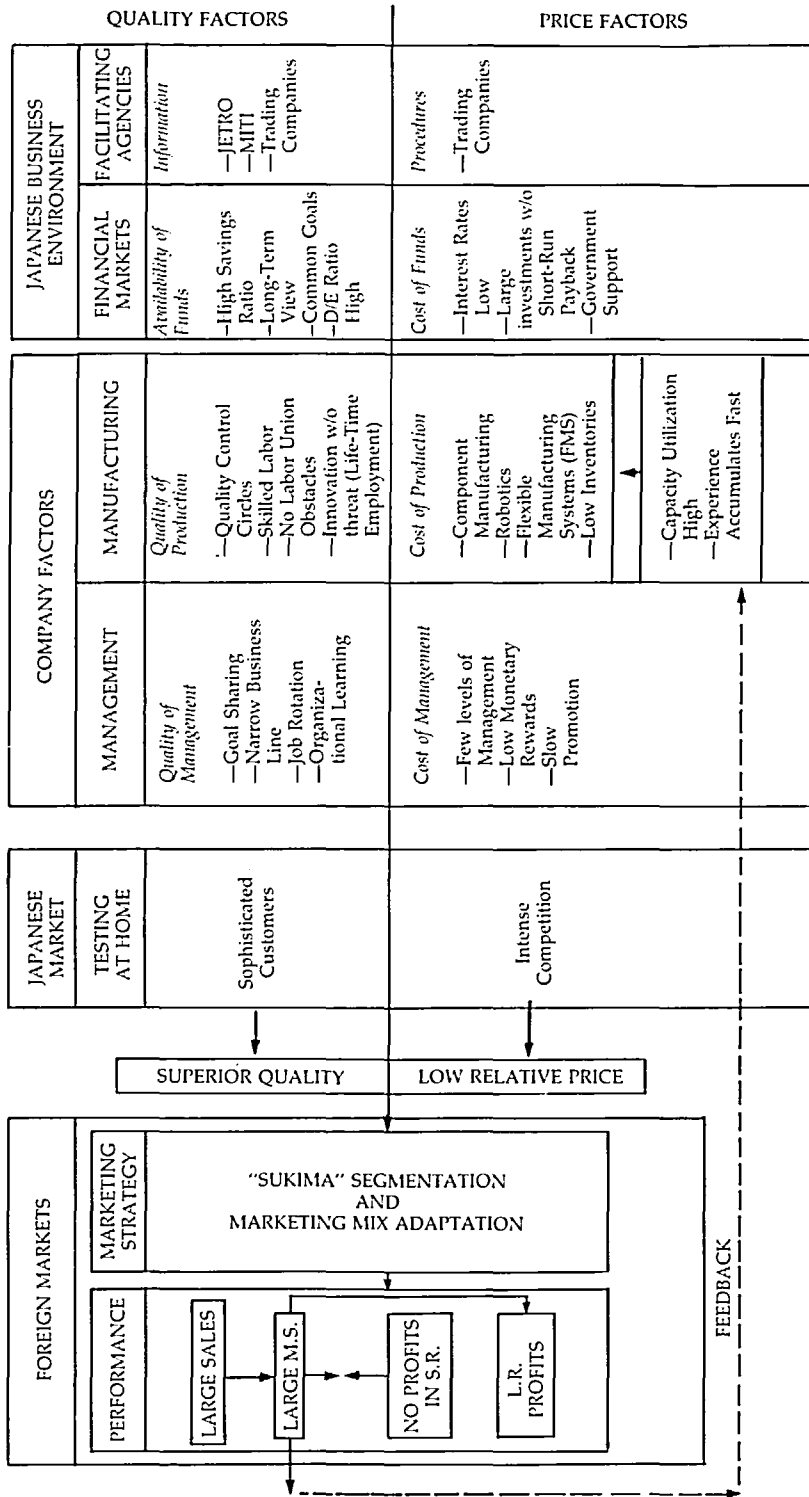 QUALITY FACTORS
PRICE FACTORS
JAPANESE BUSINESS
ENVIRONMENT
FACILITATING
AGENCIES
Information
—JETRO
—MITI
—Trading
Companies
Procedures
—Trading
Companies
FINANCIAL
MARKETS
Availability of
Funds
—High Savings
Ratio
—Long-Term
View
—Common Goals
—D/E Ratio
High
Cost of Funds
—Interest Rates
Low
—Large
investments w/o
Short-Run
Payback
—Government
Support
COMPANY FACTORS
MANUFACTURING
Quality of
Production
—Quality Control
Circles
—Skilled Labor
—No Labor Union
Obstacles
—Innovation w/o
threat (Life-Time
Employment)
Cost of Production
—Component
Manufacturing
—Robotics
—Flexible
Manufacturing
Systems (FMS)
—Low Inventories
—Capacity Utilization
High
—Experience
Accumulates Fast
MANAGEMENT
Quality of
Management
—Goal Sharing
—Narrow Business
Line
—Job Rotation
—Organiza-
tional Learning
Cost of Management
—Few levels of
Management
—Low Monetary
Rewards
—Slow
Promotion
JAPANESE
MARKET
TESTING
AT HOME
Sophisticated
Customers
Intense
Competition
SUPERIOR QUALITY
LOW RELATIVE PRICE
FOREIGN MARKETS
MARKETING
STRATEGY
"SUKIMA" SEGMENTATION
AND
MARKETING MIX ADAPTATION
PERFORMANCE
LARGE SALES
LARGE M.S.
NO PROFITS
IN S.R.
L.R.
PROFITS
FEEDBACK